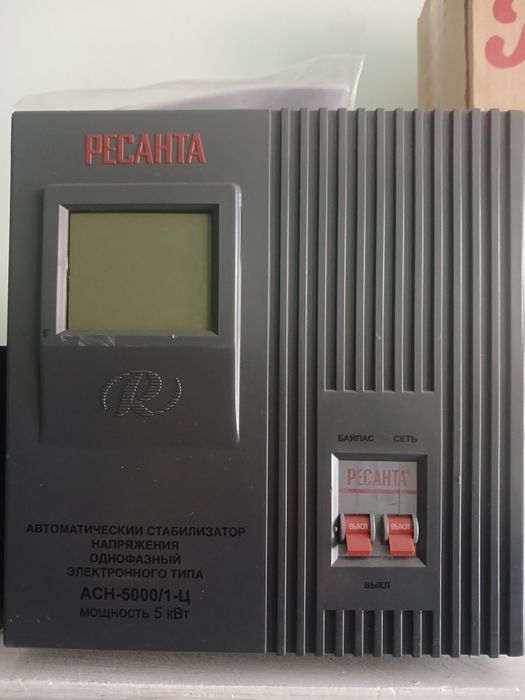 РЕСАНТА
R
БАЙПАС СЕТЬ
РЕСАНТА®
ВЫКЛ ВЫКЛ
ВЫКЛ
АВТОМАТИЧЕСКИЙ СТАБИЛИЗАТОР
НАПРЯЖЕНИЯ
ОДНОФАЗНЫЙ
ЭЛЕКТРОННОГО ТИПА
АСН-5000/1-Ц
МОЩНОСТЬ 5 кВт